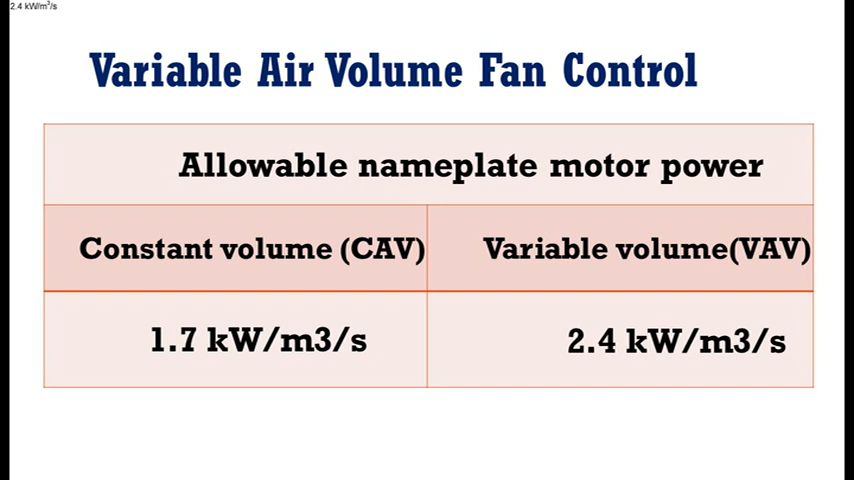 2.4 kW/m³/s
Variable Air Volume Fan Control
Allowable nameplate motor power
Constant volume (CAV)
Variable volume(VAV)
1.7 kW/m3/s
2.4 kW/m3/s